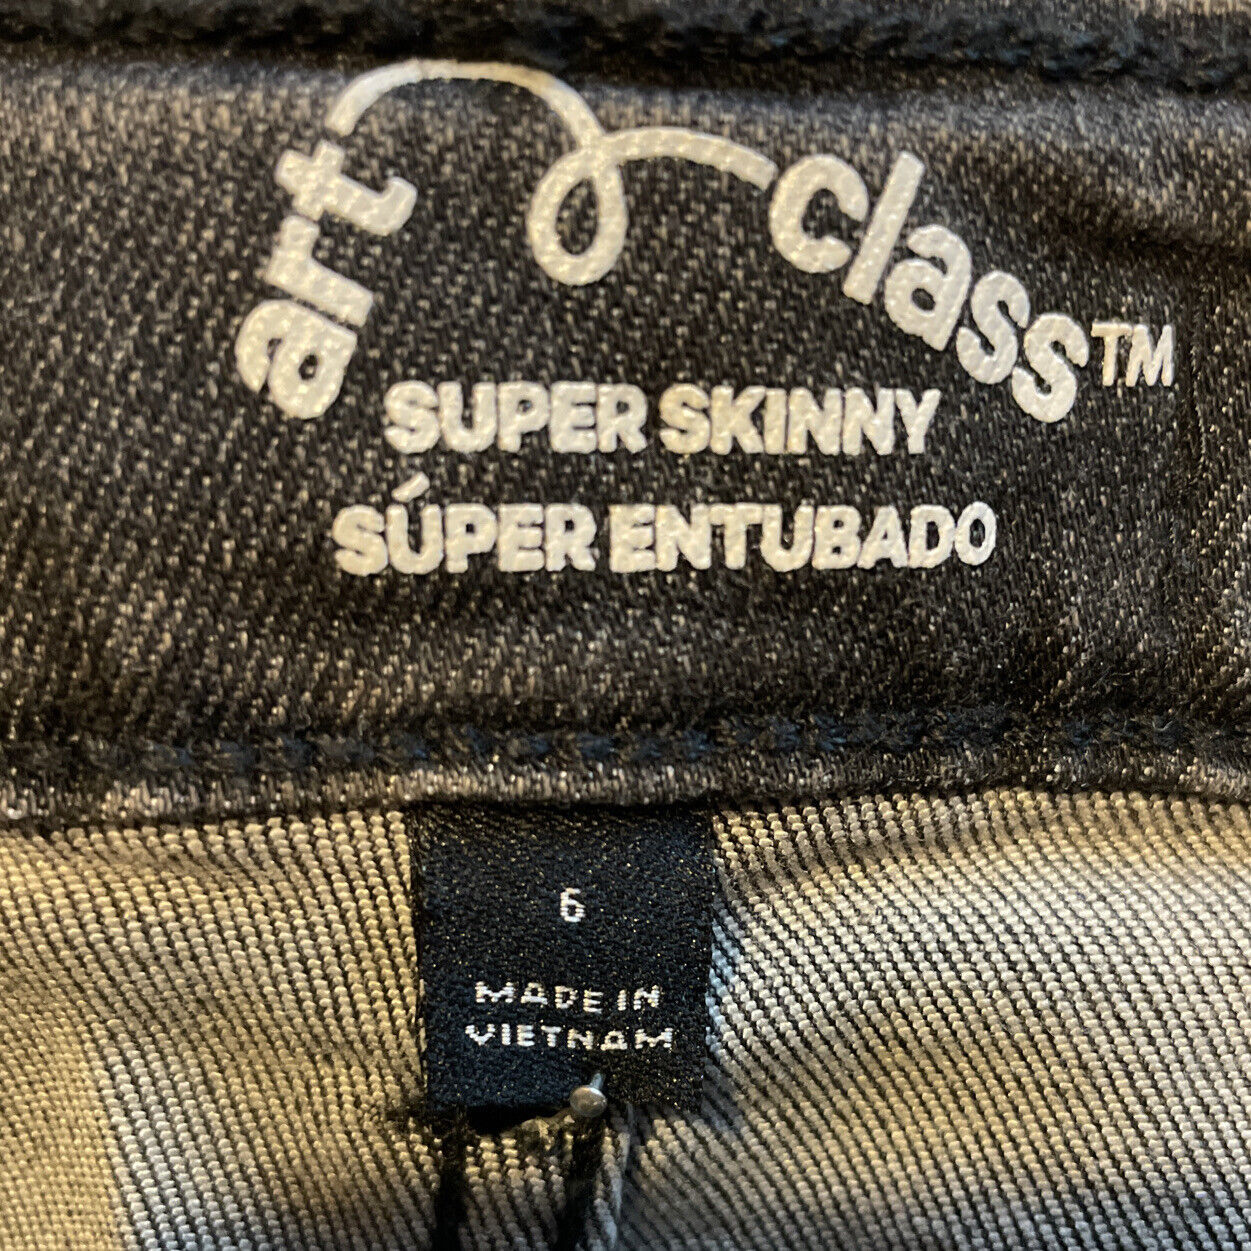 art class™
SUPER SKINNY
SÚPER ENTUBADO
6
MADE IN
VIETNAM